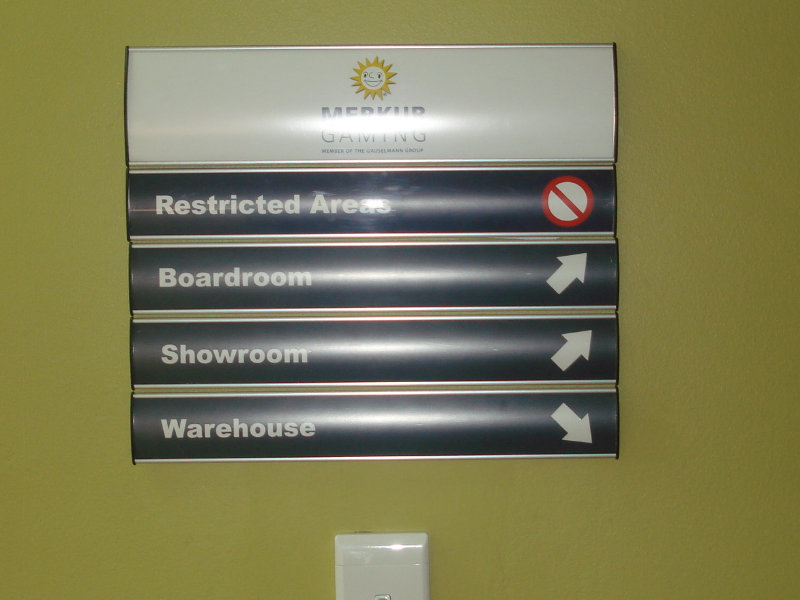 MERKUR
GAMING
MEMBER OF THE GAUSELMANN GROUP
Restricted Areas
Boardroom
Showroom
Warehouse